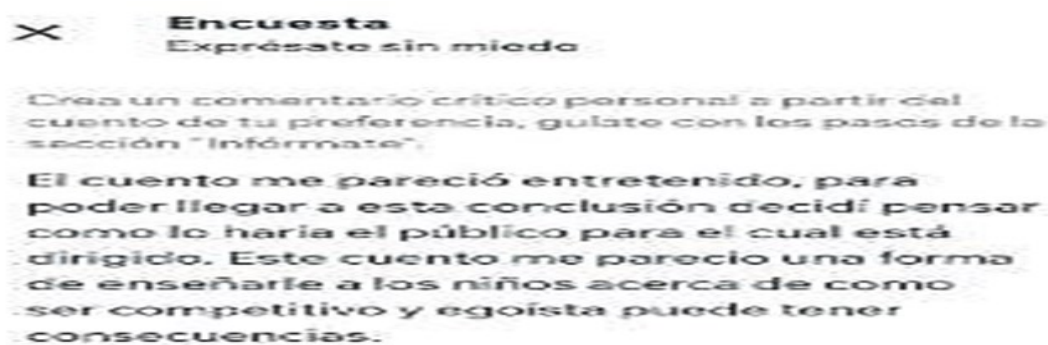 Encuesta
Exprésate sin miedo
Crea un comentario crítico personal a partir del
cuento de tu preferencia, guíate con los pasos de la
sección "Infórmate".
El cuento me pareció entretenido, para
poder llegar a esta conclusión decidí pensar
como lo haría el público para el cual está
dirigido. Este cuento me parecio una forma
de enseñarle a los niños acerca de como
ser competitivo y egoísta puede tener
consecuencias.